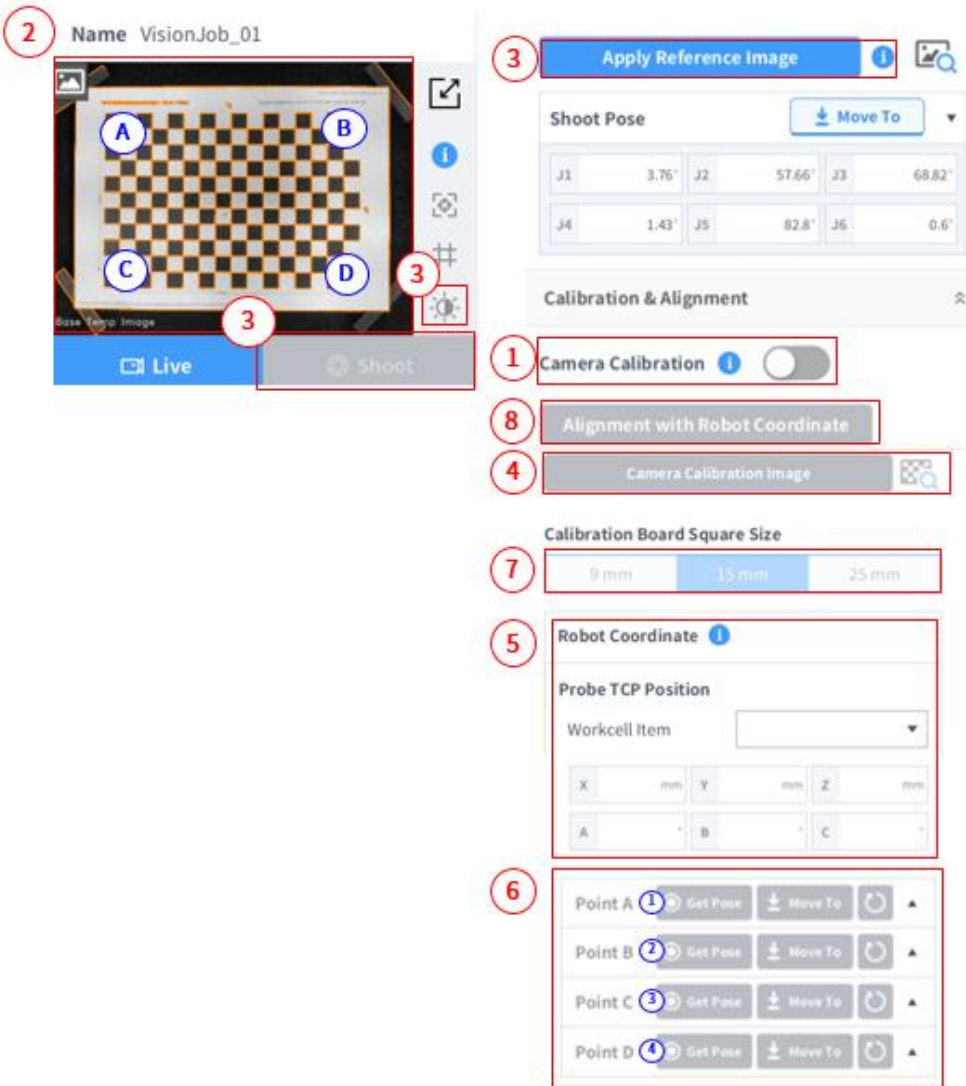 2
Name VisionJob_01
A
B
C
D
Base Temp Image
3
3
Live
Shoot
3
Apply Reference Image
Shoot Pose
Move To
J1 3.76° J2 57.66° J3 68.82°
J4 1.43° J5 82.8° J6 0.6°
Calibration & Alignment
1 Camera Calibration
8 Alignment with Robot Coordinate
4 Camera Calibration Image
Calibration Board Square Size
7 9 mm 15 mm 25 mm
5 Robot Coordinate
Probe TCP Position
Workcell Item
X mm Y mm Z mm
A ° B ° C °
6
Point A 1 Get Pose Move To
Point B 2 Get Pose Move To
Point C 3 Get Pose Move To
Point D 4 Get Pose Move To